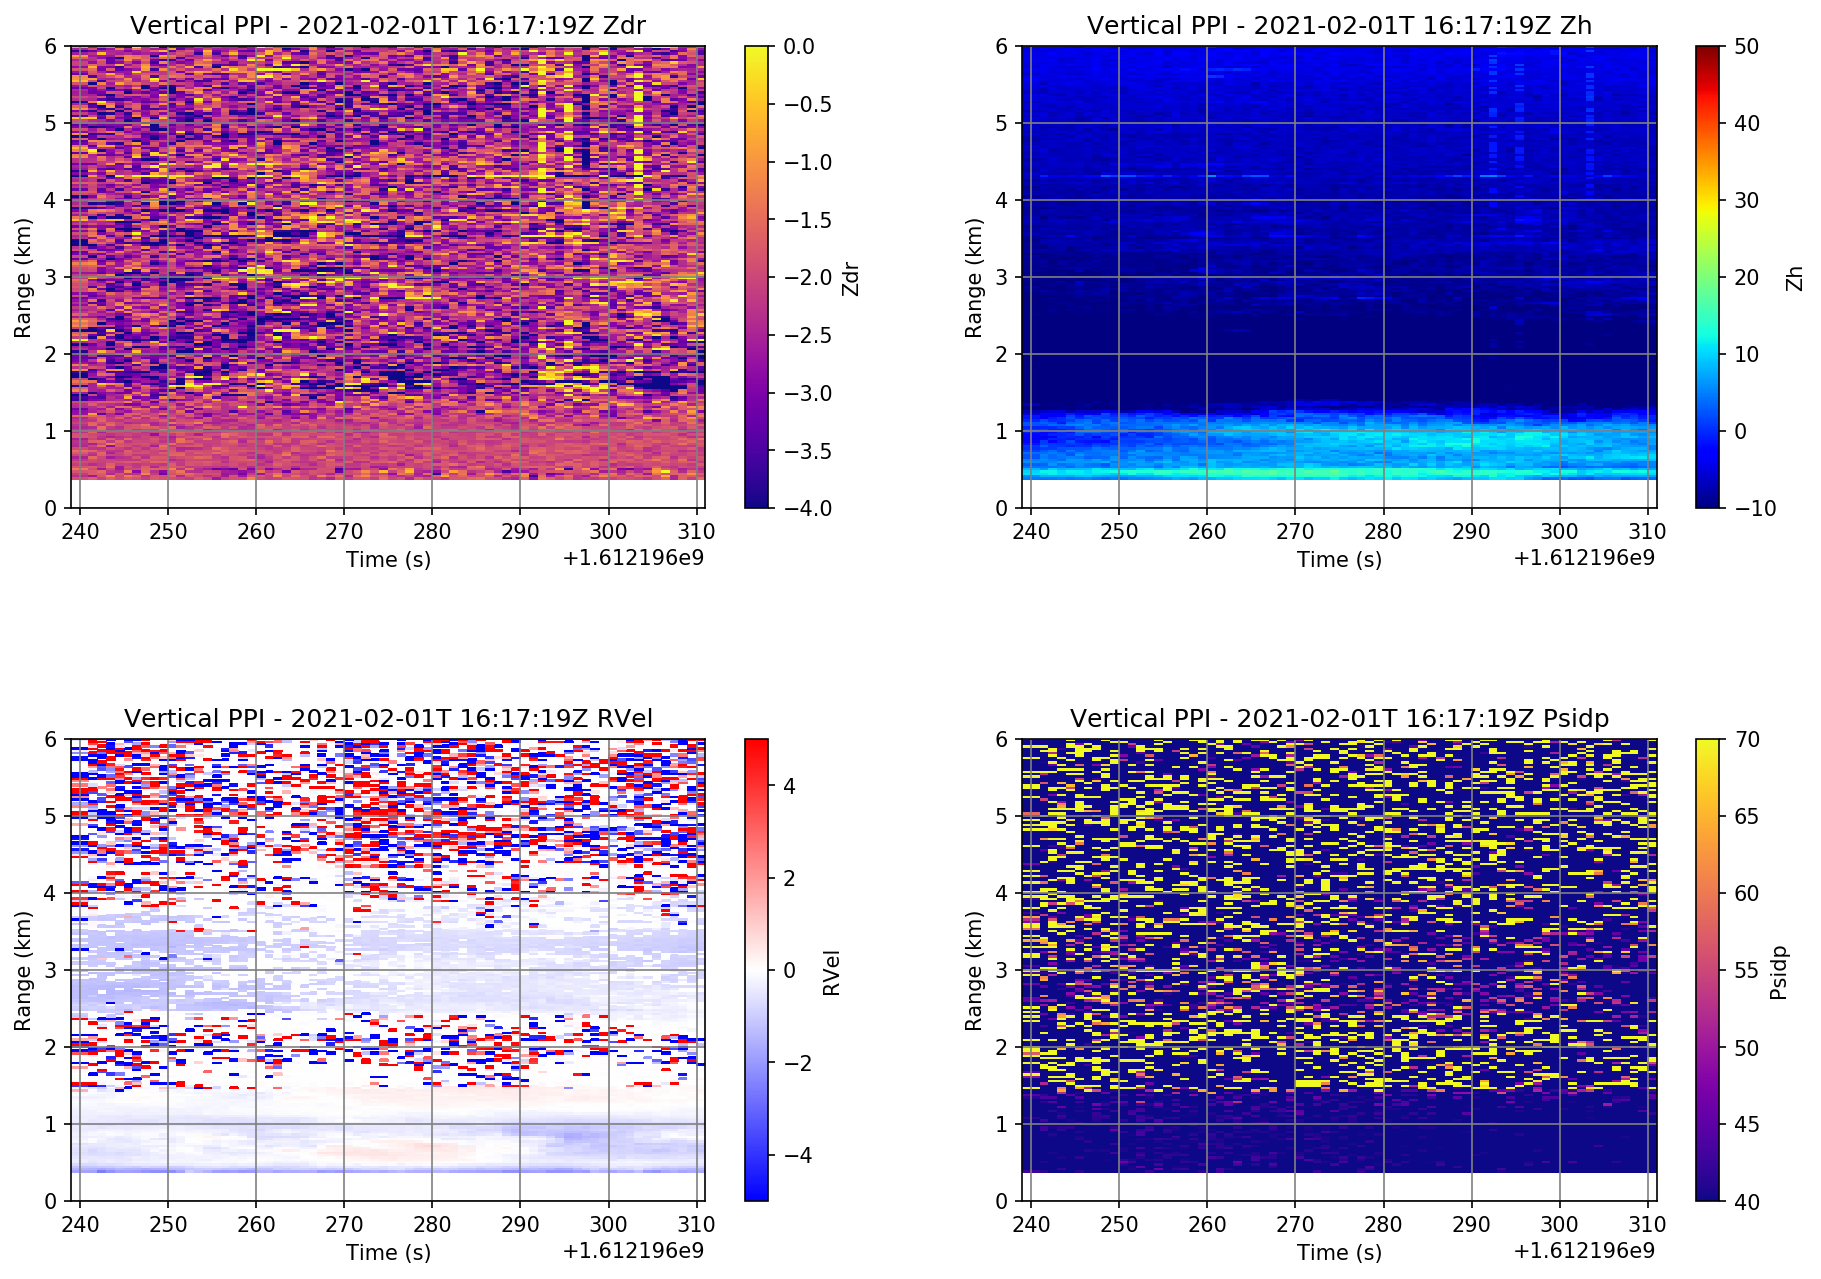 Vertical PPI - 2021-02-01T 16:17:19Z Zdr
6
5
4
3
2
1
0
Range (km)
240 250 260 270 280 290 300 310
Time (s)
+1.612196e9
0.0
−0.5
−1.0
−1.5
−2.0
−2.5
−3.0
−3.5
−4.0
Zdr
Vertical PPI - 2021-02-01T 16:17:19Z Zh
6
5
4
3
2
1
0
Range (km)
240 250 260 270 280 290 300 310
Time (s)
+1.612196e9
50
40
30
20
10
0
−10
Zh
Vertical PPI - 2021-02-01T 16:17:19Z RVel
6
5
4
3
2
1
0
Range (km)
240 250 260 270 280 290 300 310
Time (s)
+1.612196e9
4
2
0
−2
−4
RVel
Vertical PPI - 2021-02-01T 16:17:19Z Psidp
6
5
4
3
2
1
0
Range (km)
240 250 260 270 280 290 300 310
Time (s)
+1.612196e9
70
65
60
55
50
45
40
Psidp